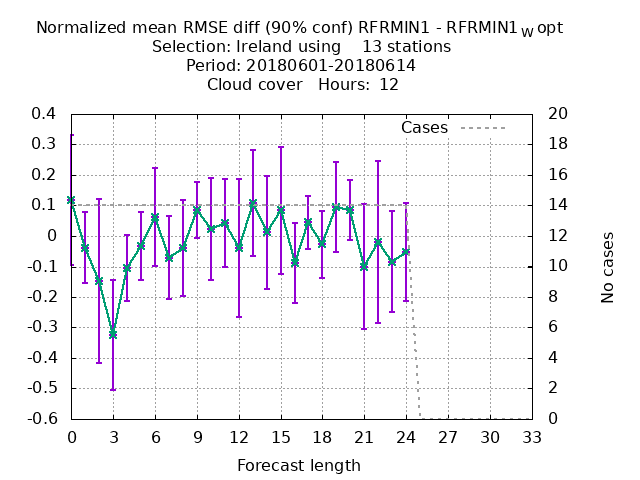 Normalized mean RMSE diff (90% conf) RFRMIN1 - RFRMIN1_W opt
Selection: Ireland using    13 stations
Period: 20180601-20180614
Cloud cover   Hours: 12
Cases
0.4
0.3
0.2
0.1
0
-0.1
-0.2
-0.3
-0.4
-0.5
-0.6
20
18
16
14
12
10
8
6
4
2
0
No cases
0 3 6 9 12 15 18 21 24 27 30 33
Forecast length